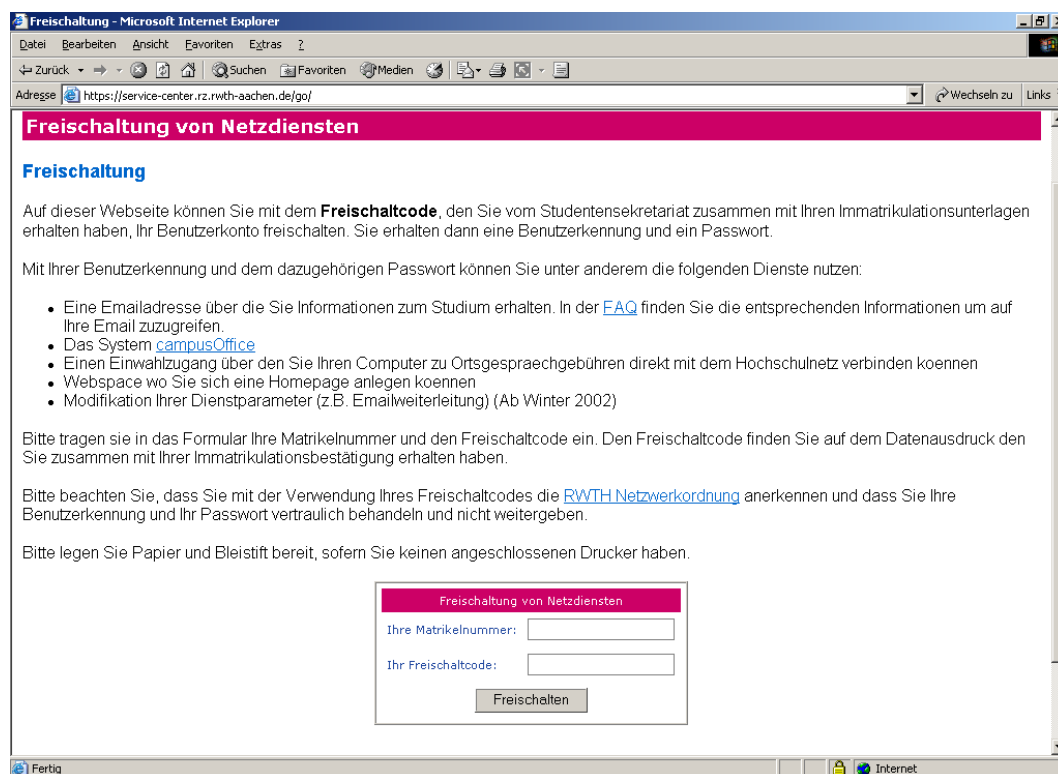 Freischaltung - Microsoft Internet Explorer
Datei Bearbeiten Ansicht Favoriten Extras ?
Zurück Suchen Favoriten Medien
Adresse https://service-center.rz.rwth-aachen.de/go/ Wechseln zu Links
Freischaltung von Netzdiensten
Freischaltung
Auf dieser Webseite können Sie mit dem Freischaltcode, den Sie vom Studentensekretariat zusammen mit Ihren Immatrikulationsunterlagen
erhalten haben, Ihr Benutzerkonto freischalten. Sie erhalten dann eine Benutzerkennung und ein Passwort.
Mit Ihrer Benutzerkennung und dem dazugehörigen Passwort können Sie unter anderem die folgenden Dienste nutzen:
• Eine Emailadresse über die Sie Informationen zum Studium erhalten. In der FAQ finden Sie die entsprechenden Informationen um auf
Ihre Email zuzugreifen.
• Das System campusOffice
• Einen Einwahlzugang über den Sie Ihren Computer zu Ortsgespraechgebühren direkt mit dem Hochschulnetz verbinden koennen
• Webspace wo Sie sich eine Homepage anlegen koennen
• Modifikation Ihrer Dienstparameter (z.B. Emailweiterleitung) (Ab Winter 2002)
Bitte tragen sie in das Formular Ihre Matrikelnummer und den Freischaltcode ein. Den Freischaltcode finden Sie auf dem Datenausdruck den
Sie zusammen mit Ihrer Immatrikulationsbestätigung erhalten haben.
Bitte beachten Sie, dass Sie mit der Verwendung Ihres Freischaltcodes die RWTH Netzwerkordnung anerkennen und dass Sie Ihre
Benutzerkennung und Ihr Passwort vertraulich behandeln und nicht weitergeben.
Bitte legen Sie Papier und Bleistift bereit, sofern Sie keinen angeschlossenen Drucker haben.
Freischaltung von Netzdiensten
Ihre Matrikelnummer:
Ihr Freischaltcode:
Freischalten
Fertig Internet